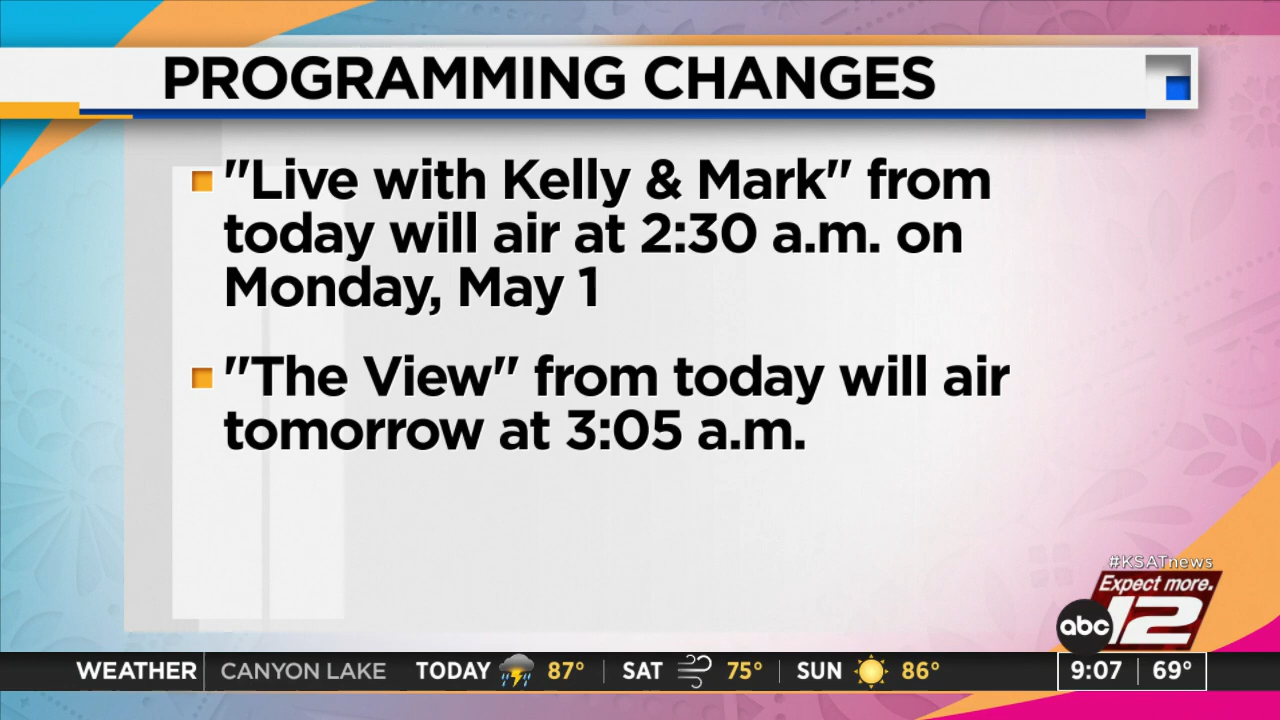 PROGRAMMING CHANGES
"Live with Kelly & Mark" from
today will air at 2:30 a.m. on
Monday, May 1
"The View" from today will air
tomorrow at 3:05 a.m.
#KSATnews
Expect more.
abc 12
WEATHER CANYON LAKE TODAY 87° SAT 75° SUN 86° 9:07 69°